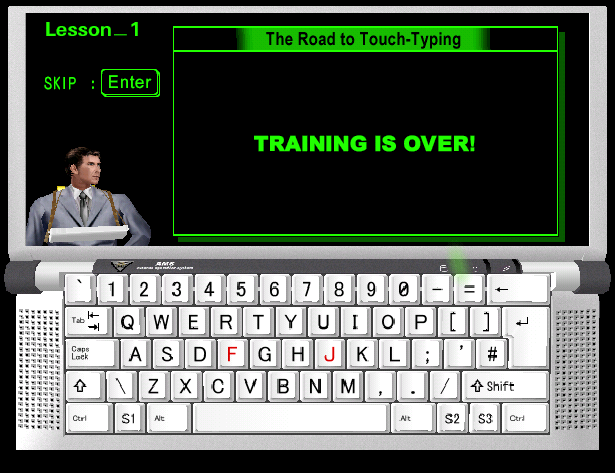 Lesson_1
The Road to Touch-Typing
SKIP : Enter
TRAINING IS OVER!
AMS
` 1 2 3 4 5 6 7 8 9 0 - = ←
Tab Q W E R T Y U I O P [ ]
Caps Lock A S D F G H J K L ; ' #
\ Z X C V B N M , . / Shift
Ctrl S1 Alt Alt S2 S3 Ctrl